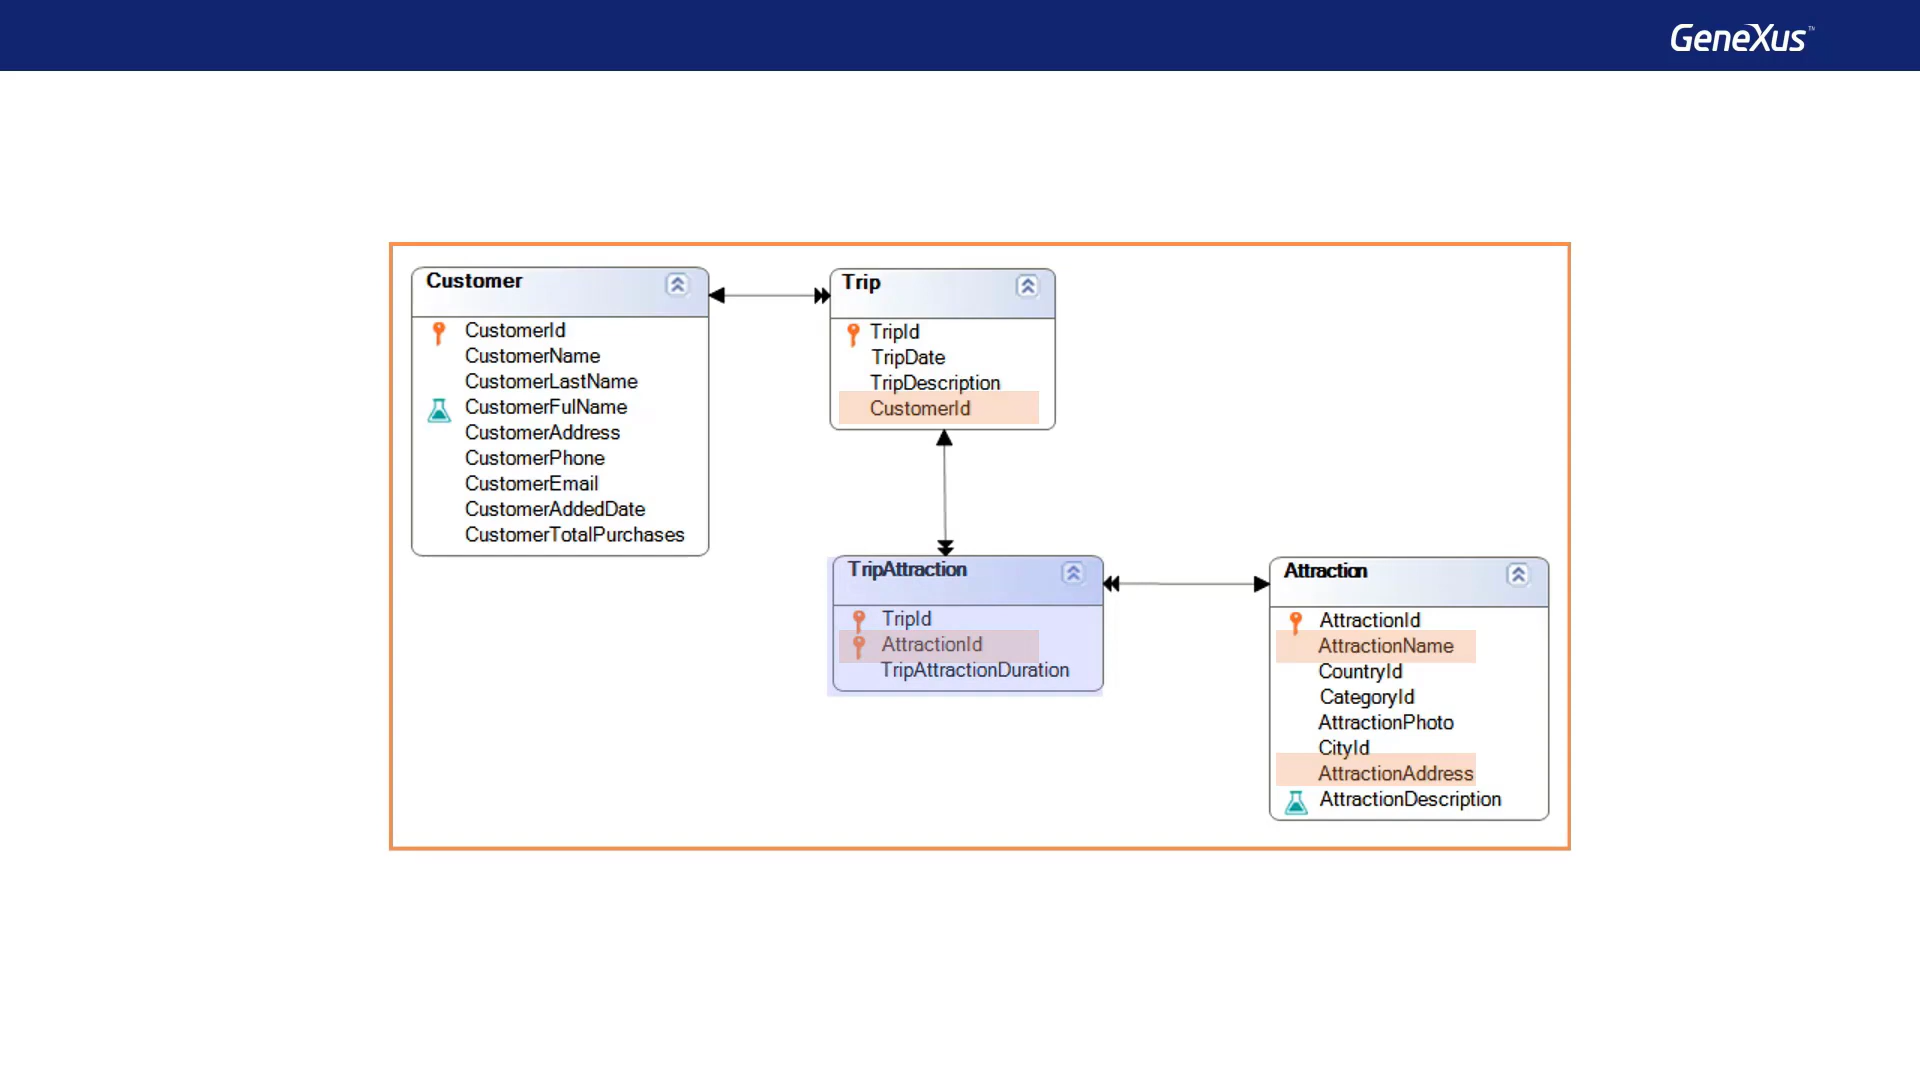 GeneXus™
Customer
CustomerId
CustomerName
CustomerLastName
CustomerFulName
CustomerAddress
CustomerPhone
CustomerEmail
CustomerAddedDate
CustomerTotalPurchases
Trip
TripId
TripDate
TripDescription
CustomerId
TripAttraction
TripId
AttractionId
TripAttractionDuration
Attraction
AttractionId
AttractionName
CountryId
CategoryId
AttractionPhoto
CityId
AttractionAddress
AttractionDescription